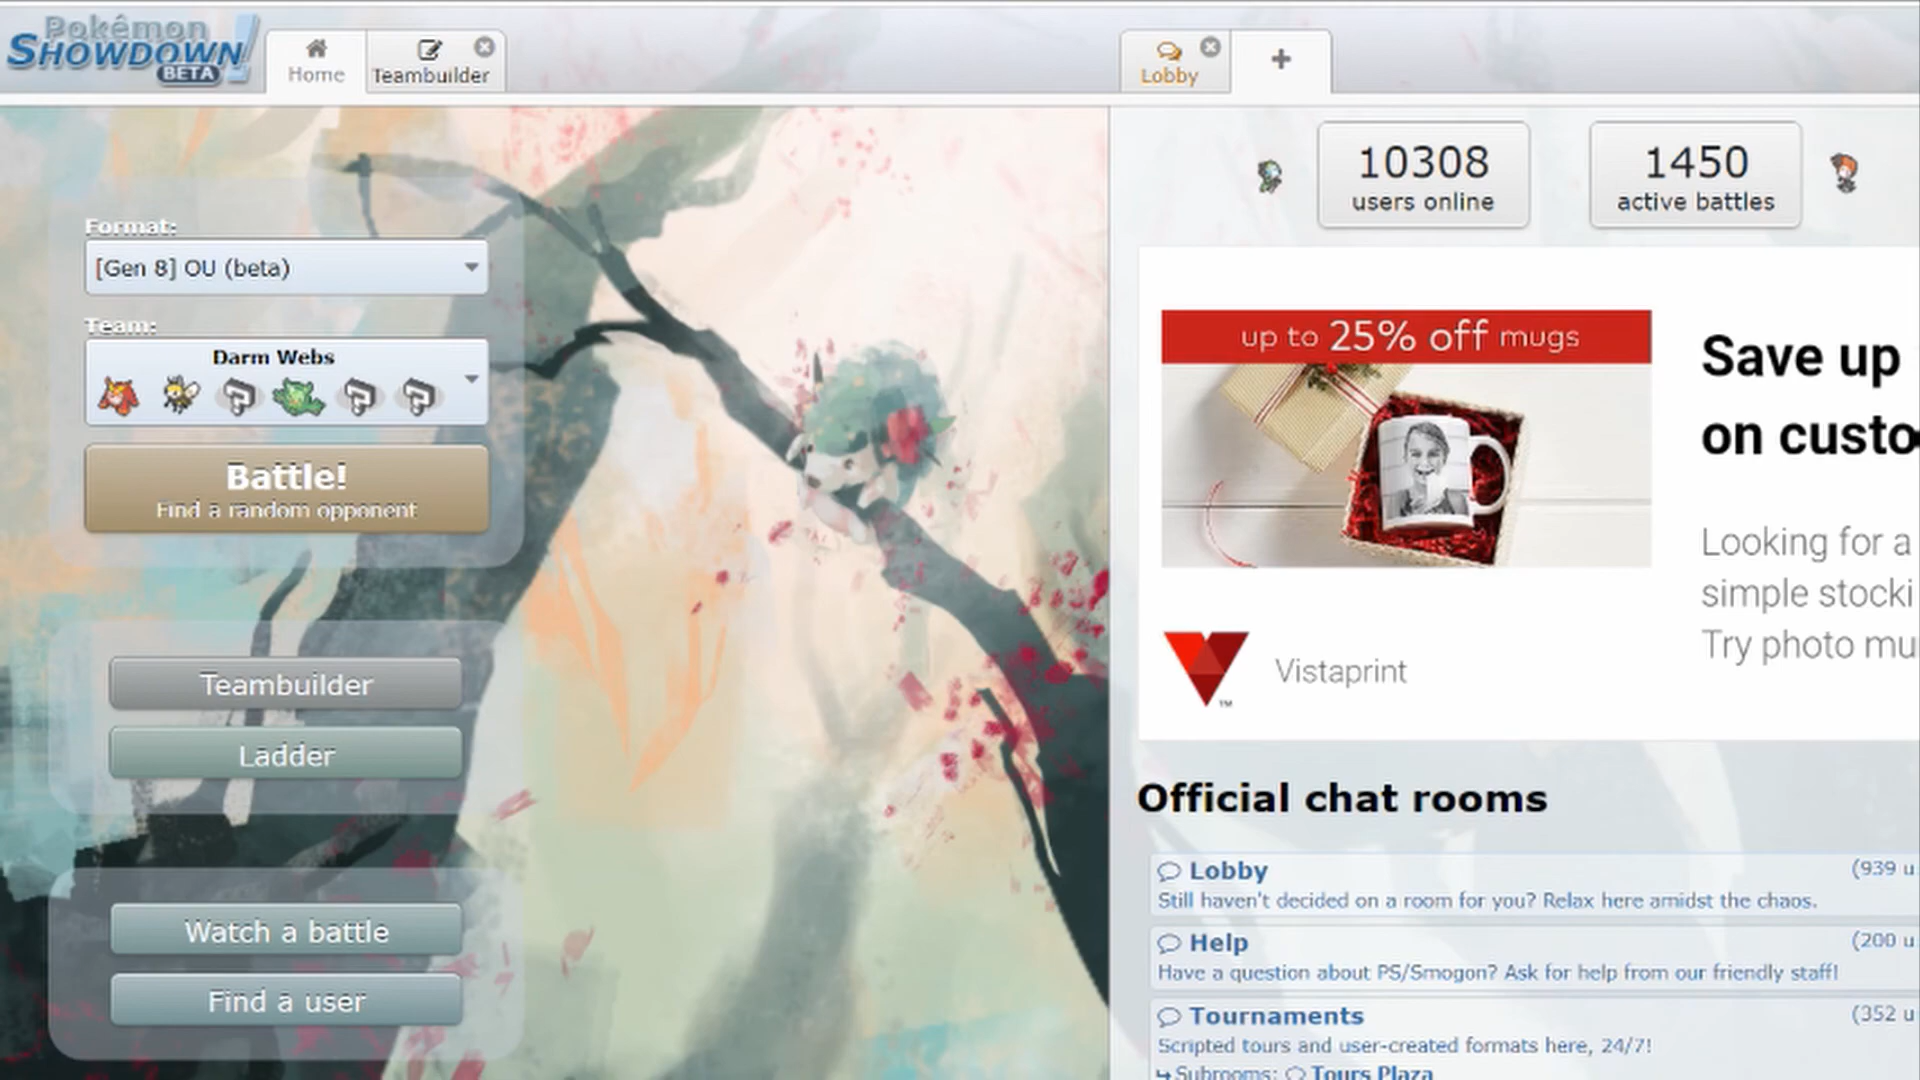 Pokémon
SHOWDOWN!
BETA
Home
Teambuilder
Lobby
10308
users online
1450
active battles
Format:
[Gen 8] OU (beta)
Team:
Darm Webs
Battle!
Find a random opponent
Teambuilder
Ladder
Watch a battle
Find a user
up to 25% off mugs
Save up
on custo
Looking for a
simple stocki
Try photo mu
Vistaprint
TM
Official chat rooms
Lobby
(939 u
Still haven't decided on a room for you? Relax here amidst the chaos.
Help
(200 u
Have a question about PS/Smogon? Ask for help from our friendly staff!
Tournaments
(352 u
Scripted tours and user-created formats here, 24/7!
Subrooms: Tours Plaza